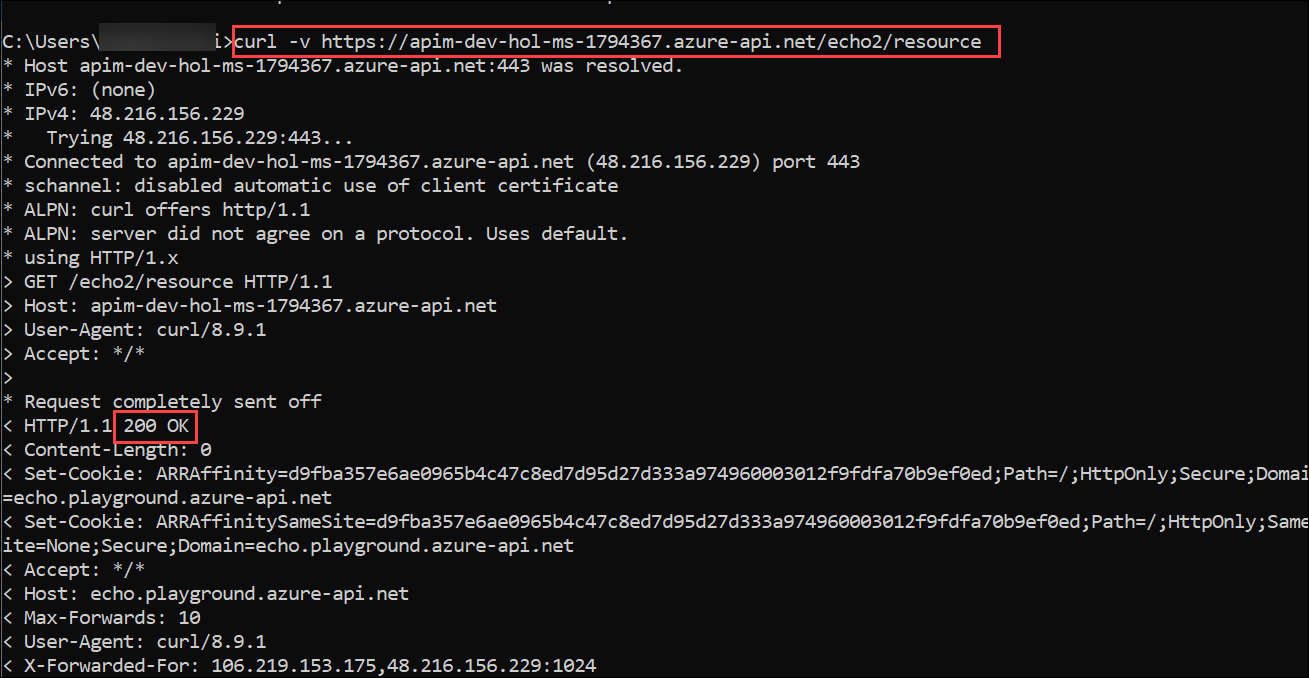 C:\Users\ i>curl -v https://apim-dev-hol-ms-1794367.azure-api.net/echo2/resource
* Host apim-dev-hol-ms-1794367.azure-api.net:443 was resolved.
* IPv6: (none)
* IPv4: 48.216.156.229
*   Trying 48.216.156.229:443...
* Connected to apim-dev-hol-ms-1794367.azure-api.net (48.216.156.229) port 443
* schannel: disabled automatic use of client certificate
* ALPN: curl offers http/1.1
* ALPN: server did not agree on a protocol. Uses default.
* using HTTP/1.x
> GET /echo2/resource HTTP/1.1
> Host: apim-dev-hol-ms-1794367.azure-api.net
> User-Agent: curl/8.9.1
> Accept: */*
>
* Request completely sent off
< HTTP/1.1 200 OK
< Content-Length: 0
< Set-Cookie: ARRAffinity=d9fba357e6ae0965b4c47c8ed7d95d27d333a974960003012f9fdfa70b9ef0ed;Path=/;HttpOnly;Secure;Domai
=echo.playground.azure-api.net
< Set-Cookie: ARRAffinitySameSite=d9fba357e6ae0965b4c47c8ed7d95d27d333a974960003012f9fdfa70b9ef0ed;Path=/;HttpOnly;Same
ite=None;Secure;Domain=echo.playground.azure-api.net
< Accept: */*
< Host: echo.playground.azure-api.net
< Max-Forwards: 10
< User-Agent: curl/8.9.1
< X-Forwarded-For: 106.219.153.175,48.216.156.229:1024